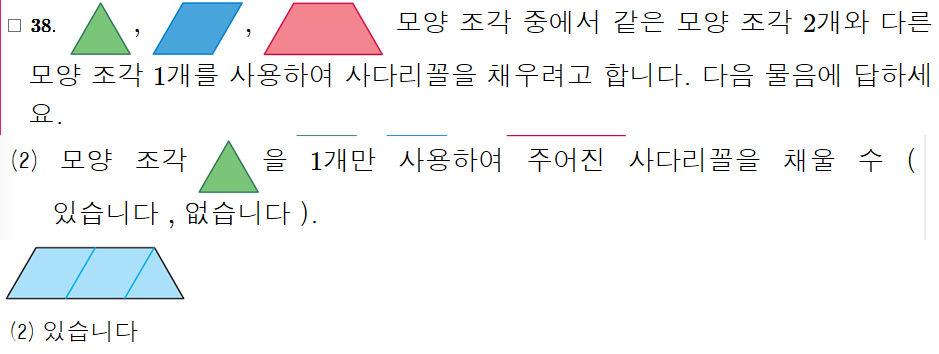 □ 38. , , 모양 조각 중에서 같은 모양 조각 2개와 다른
모양 조각 1개를 사용하여 사다리꼴을 채우려고 합니다. 다음 물음에 답하세
요.
(2) 모양 조각 을 1개만 사용하여 주어진 사다리꼴을 채울 수 (
있습니다 , 없습니다 ).
(2) 있습니다